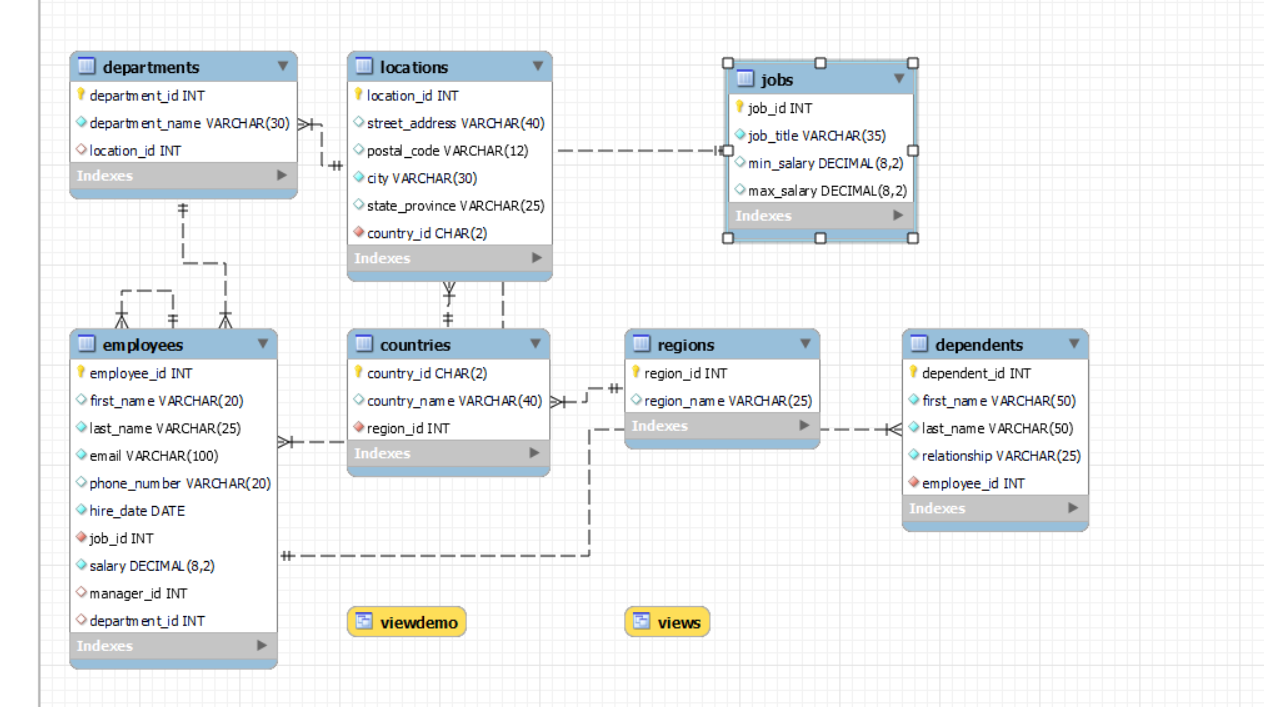 departments
department_id INT
department_name VARCHAR(30)
location_id INT
Indexes
locations
location_id INT
street_address VARCHAR(40)
postal_code VARCHAR(12)
city VARCHAR(30)
state_province VARCHAR(25)
country_id CHAR(2)
Indexes
jobs
job_id INT
job_title VARCHAR(35)
min_salary DECIMAL(8,2)
max_salary DECIMAL(8,2)
Indexes
employees
employee_id INT
first_name VARCHAR(20)
last_name VARCHAR(25)
email VARCHAR(100)
phone_number VARCHAR(20)
hire_date DATE
job_id INT
salary DECIMAL(8,2)
manager_id INT
department_id INT
Indexes
countries
country_id CHAR(2)
country_name VARCHAR(40)
region_id INT
Indexes
regions
region_id INT
region_name VARCHAR(25)
Indexes
dependents
dependent_id INT
first_name VARCHAR(50)
last_name VARCHAR(50)
relationship VARCHAR(25)
employee_id INT
Indexes
viewdemo
views